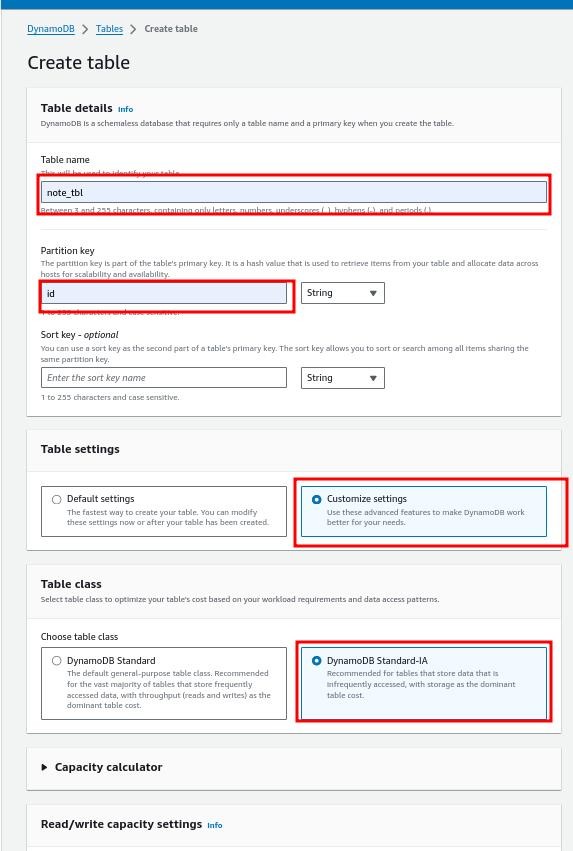 DynamoDB > Tables > Create table
Create table
Table details Info
DynamoDB is a schemaless database that requires only a table name and a primary key when you create the table.
Table name
This will be used to identify your table.
note_tbl
Between 3 and 255 characters, containing only letters, numbers, underscores (_), hyphens (-), and periods (.).
Partition key
The partition key is part of the table's primary key. It is a hash value that is used to retrieve items from your table and allocate data across
hosts for scalability and availability.
id String
1 to 255 characters and case sensitive.
Sort key - optional
You can use a sort key as the second part of a table's primary key. The sort key allows you to sort or search among all items sharing the
same partition key.
Enter the sort key name String
1 to 255 characters and case sensitive.
Table settings
Default settings
The fastest way to create your table. You can modify
these settings now or after your table has been created.
Customize settings
Use these advanced features to make DynamoDB work
better for your needs.
Table class
Select table class to optimize your table's cost based on your workload requirements and data access patterns.
Choose table class
DynamoDB Standard
The default general-purpose table class. Recommended
for the vast majority of tables that store frequently
accessed data, with throughput (reads and writes) as the
dominant table cost.
DynamoDB Standard-IA
Recommended for tables that store data that is
infrequently accessed, with storage as the dominant
table cost.
Capacity calculator
Read/write capacity settings Info